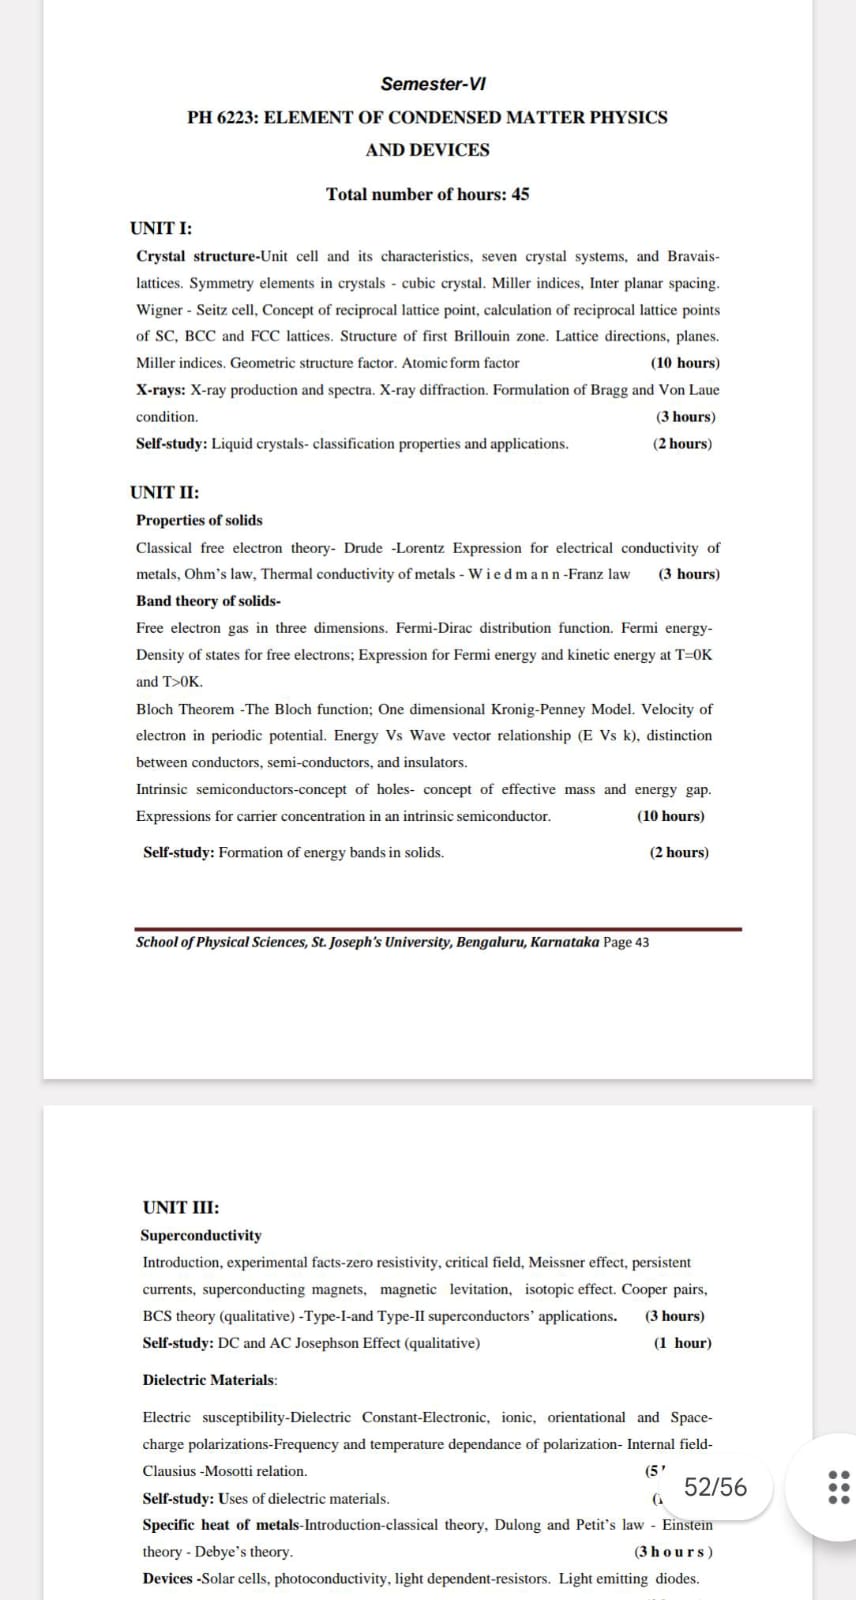 Semester-VI
PH 6223: ELEMENT OF CONDENSED MATTER PHYSICS
AND DEVICES
Total number of hours: 45
UNIT I:
Crystal structure-Unit cell and its characteristics, seven crystal systems, and Bravais-
lattices. Symmetry elements in crystals - cubic crystal. Miller indices, Inter planar spacing.
Wigner - Seitz cell, Concept of reciprocal lattice point, calculation of reciprocal lattice points
of SC, BCC and FCC lattices. Structure of first Brillouin zone. Lattice directions, planes.
Miller indices. Geometric structure factor. Atomic form factor (10 hours)
X-rays: X-ray production and spectra. X-ray diffraction. Formulation of Bragg and Von Laue
condition. (3 hours)
Self-study: Liquid crystals- classification properties and applications. (2 hours)
UNIT II:
Properties of solids
Classical free electron theory- Drude -Lorentz Expression for electrical conductivity of
metals, Ohm's law, Thermal conductivity of metals - W i e d m a n n -Franz law (3 hours)
Band theory of solids-
Free electron gas in three dimensions. Fermi-Dirac distribution function. Fermi energy-
Density of states for free electrons; Expression for Fermi energy and kinetic energy at T=0K
and T>0K.
Bloch Theorem -The Bloch function; One dimensional Kronig-Penney Model. Velocity of
electron in periodic potential. Energy Vs Wave vector relationship (E Vs k), distinction
between conductors, semi-conductors, and insulators.
Intrinsic semiconductors-concept of holes- concept of effective mass and energy gap.
Expressions for carrier concentration in an intrinsic semiconductor. (10 hours)
Self-study: Formation of energy bands in solids. (2 hours)
School of Physical Sciences, St. Joseph's University, Bengaluru, Karnataka Page 43
UNIT III:
Superconductivity
Introduction, experimental facts-zero resistivity, critical field, Meissner effect, persistent
currents, superconducting magnets, magnetic levitation, isotopic effect. Cooper pairs,
BCS theory (qualitative) -Type-I-and Type-II superconductors' applications. (3 hours)
Self-study: DC and AC Josephson Effect (qualitative) (1 hour)
Dielectric Materials:
Electric susceptibility-Dielectric Constant-Electronic, ionic, orientational and Space-
charge polarizations-Frequency and temperature dependance of polarization- Internal field-
Clausius -Mosotti relation. (5
52/56
Self-study: Uses of dielectric materials.
Specific heat of metals-Introduction-classical theory, Dulong and Petit's law - Einstein
theory - Debye's theory. (3 h o u r s )
Devices -Solar cells, photoconductivity, light dependent-resistors. Light emitting diodes.